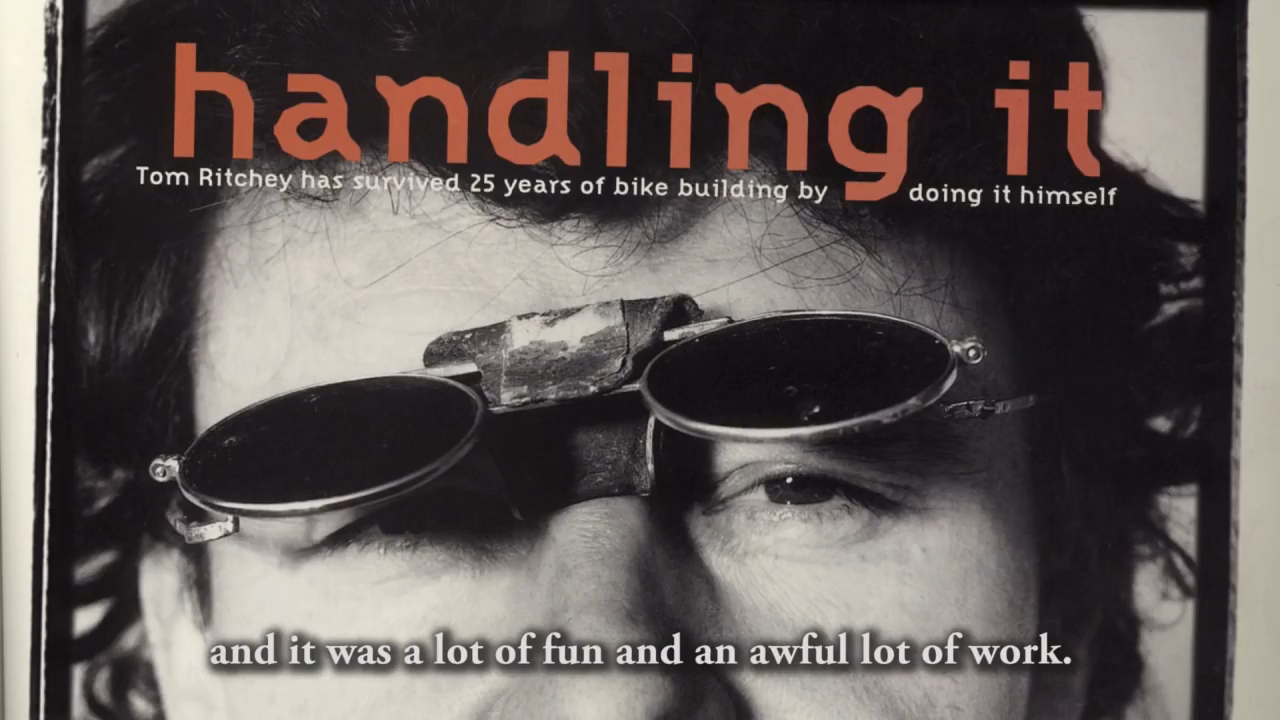 handling it
Tom Ritchey has survived 25 years of bike building by doing it himself
and it was a lot of fun and an awful lot of work.